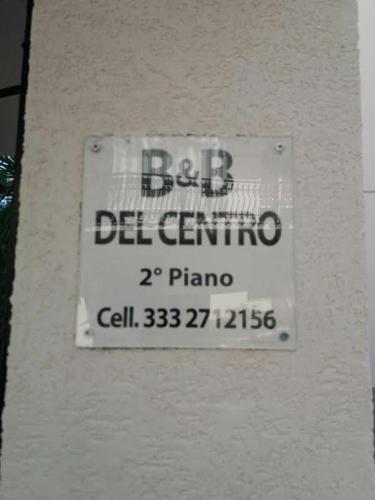 B&B
DEL CENTRO
2° Piano
Cell. 333 2712156